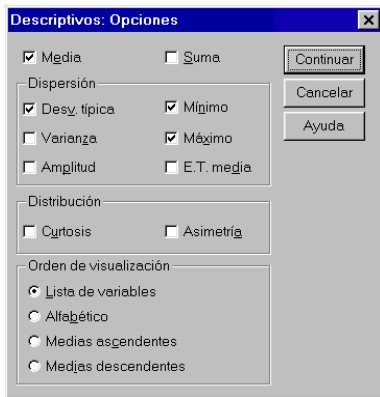 Descriptivos: Opciones
Media
Suma
Continuar
Cancelar
Ayuda
Dispersión
Desv. típica
Mínimo
Varianza
Máximo
Amplitud
E.T. media
Distribución
Curtosis
Asimetría
Orden de visualización
Lista de variables
Alfabético
Medias ascendentes
Medias descendentes